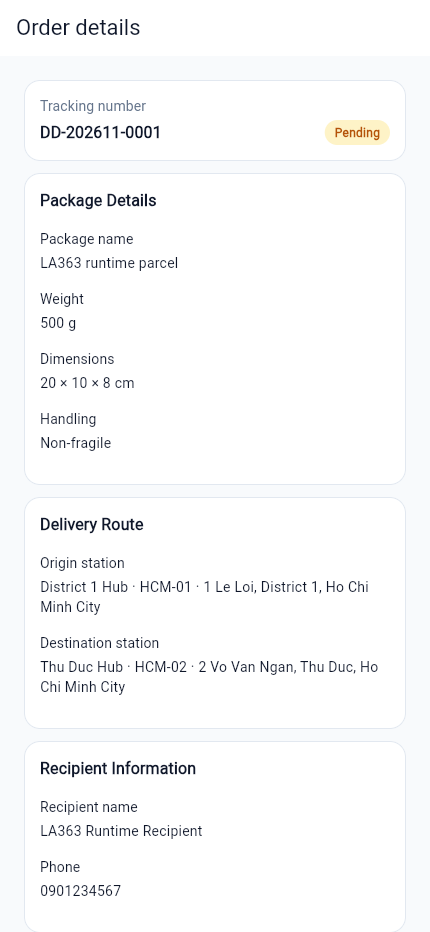 Order details
Tracking number
DD-202611-0001
Pending
Package Details
Package name
LA363 runtime parcel
Weight
500 g
Dimensions
20 × 10 × 8 cm
Handling
Non-fragile
Delivery Route
Origin station
District 1 Hub · HCM-01 · 1 Le Loi, District 1, Ho Chi
Minh City
Destination station
Thu Duc Hub · HCM-02 · 2 Vo Van Ngan, Thu Duc, Ho
Chi Minh City
Recipient Information
Recipient name
LA363 Runtime Recipient
Phone
0901234567